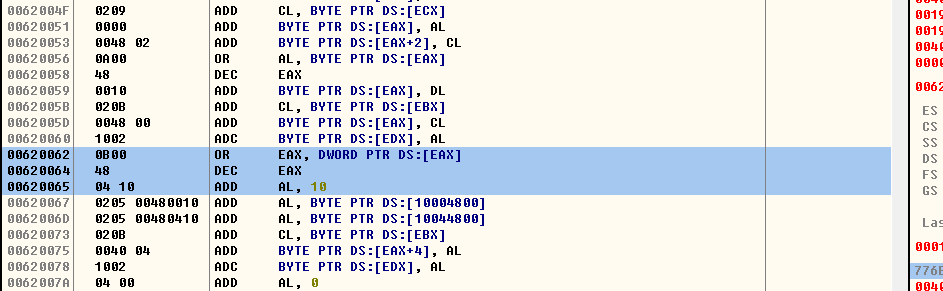 0062004F 0209 ADD CL, BYTE PTR DS:[ECX]
00620051 0000 ADD BYTE PTR DS:[EAX], AL
00620053 0048 02 ADD BYTE PTR DS:[EAX+2], CL
00620056 0A00 OR AL, BYTE PTR DS:[EAX]
00620058 48 DEC EAX
00620059 0010 ADD BYTE PTR DS:[EAX], DL
0062005B 020B ADD CL, BYTE PTR DS:[EBX]
0062005D 0048 00 ADD BYTE PTR DS:[EAX], CL
00620060 1002 ADC BYTE PTR DS:[EDX], AL
00620062 0B00 OR EAX, DWORD PTR DS:[EAX]
00620064 48 DEC EAX
00620065 04 10 ADD AL, 10
00620067 0205 00480010 ADD AL, BYTE PTR DS:[10004800]
0062006D 0205 00480410 ADD AL, BYTE PTR DS:[10044800]
00620073 020B ADD CL, BYTE PTR DS:[EBX]
00620075 0040 04 ADD BYTE PTR DS:[EAX+4], AL
00620078 1002 ADC BYTE PTR DS:[EDX], AL
0062007A 04 00 ADD AL, 0
0019
0019
0040
0000
0062
ES
CS
SS
DS
FS
GS
Las
0001
776E
0040